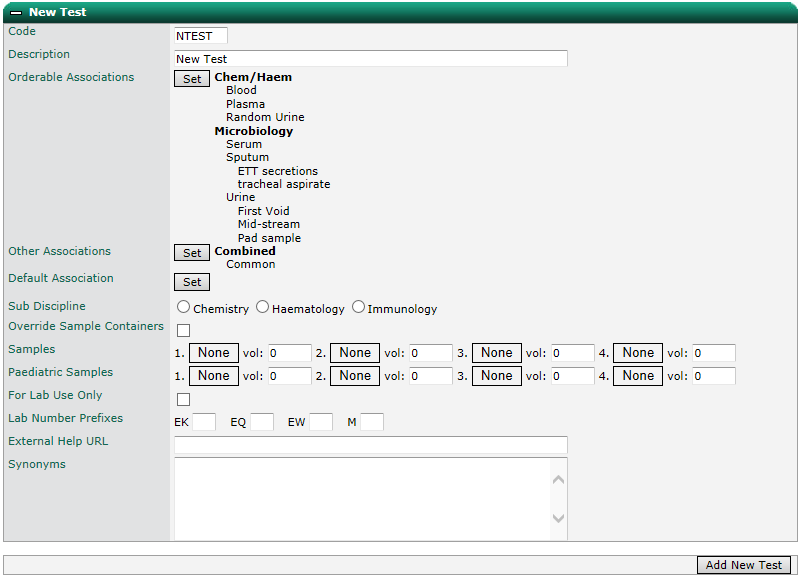 New Test
Code NTEST
Description New Test
Orderable Associations Set Chem/Haem
Blood
Plasma
Random Urine
Microbiology
Serum
Sputum
ETT secretions
tracheal aspirate
Urine
First Void
Mid-stream
Pad sample
Other Associations Set Combined
Common
Default Association Set
Sub Discipline Chemistry Haematology Immunology
Override Sample Containers
Samples 1. None vol: 0 2. None vol: 0 3. None vol: 0 4. None vol: 0
Paediatric Samples 1. None vol: 0 2. None vol: 0 3. None vol: 0 4. None vol: 0
For Lab Use Only
Lab Number Prefixes EK EQ EW M
External Help URL
Synonyms
Add New Test